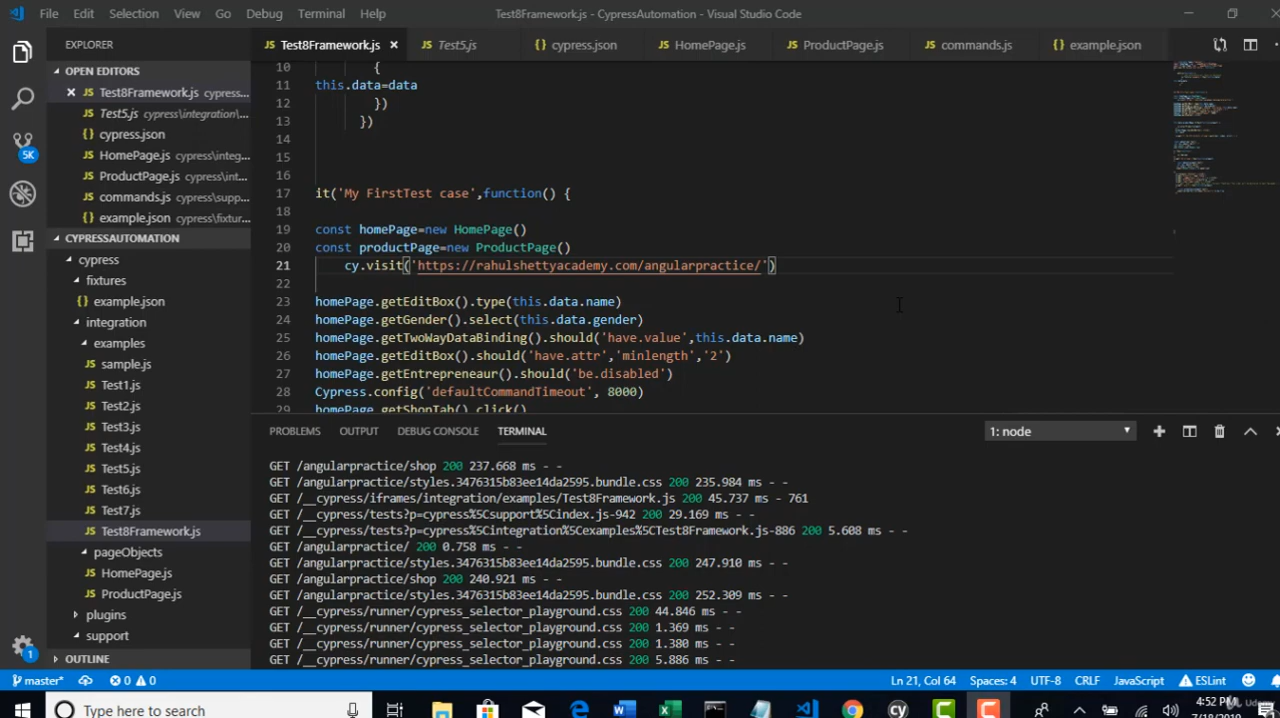 File Edit Selection View Go Debug Terminal Help Test8Framework.js - CypressAutomation - Visual Studio Code
EXPLORER
Test8Framework.js Test5.js cypress.json HomePage.js ProductPage.js commands.js example.json
OPEN EDITORS
Test8Framework.js cypress...
Test5.js cypress\integration\...
cypress.json
HomePage.js cypress\integ...
ProductPage.js cypress\int...
commands.js cypress\supp...
example.json cypress\fixtur...
CYPRESSAUTOMATION
cypress
fixtures
example.json
integration
examples
sample.js
Test1.js
Test2.js
Test3.js
Test4.js
Test5.js
Test6.js
Test7.js
Test8Framework.js
pageObjects
HomePage.js
ProductPage.js
plugins
support
OUTLINE
5K
1
10 {
11 this.data=data
12 })
13 })
14
15
16
17 it('My FirstTest case',function() {
18
19 const homePage=new HomePage()
20 const productPage=new ProductPage()
21 cy.visit('https://rahulshettyacademy.com/angularpractice/')
22
23 homePage.getEditBox().type(this.data.name)
24 homePage.getGender().select(this.data.gender)
25 homePage.getTwoWayDataBinding().should('have.value',this.data.name)
26 homePage.getEditBox().should('have.attr','minlength','2')
27 homePage.getEntrepreneur().should('be.disabled')
28 Cypress.config('defaultCommandTimeout', 8000)
29 homePage.getShopTab().click()
PROBLEMS OUTPUT DEBUG CONSOLE TERMINAL 1: node
GET /angularpractice/shop 200 237.668 ms - -
GET /angularpractice/styles.3476315b83ee14da2595.bundle.css 200 235.984 ms - -
GET /__cypress/iframes/integration/examples/Test8Framework.js 200 45.737 ms - 761
GET /__cypress/tests?p=cypress%5Csupport%5Cindex.js-942 200 29.169 ms - -
GET /__cypress/tests?p=cypress%5Cintegration%5Cexamples%5CTest8Framework.js-886 200 5.608 ms - -
GET /angularpractice/ 200 0.758 ms - -
GET /angularpractice/styles.3476315b83ee14da2595.bundle.css 200 247.910 ms - -
GET /angularpractice/shop 200 240.921 ms - -
GET /angularpractice/styles.3476315b83ee14da2595.bundle.css 200 252.309 ms - -
GET /__cypress/runner/cypress_selector_playground.css 200 44.846 ms - -
GET /__cypress/runner/cypress_selector_playground.css 200 1.369 ms - -
GET /__cypress/runner/cypress_selector_playground.css 200 1.380 ms - -
GET /__cypress/runner/cypress_selector_playground.css 200 5.886 ms - -
master* 0 0 Ln 21, Col 64 Spaces: 4 UTF-8 CRLF JavaScript ESLint
Type here to search
4:52 PM